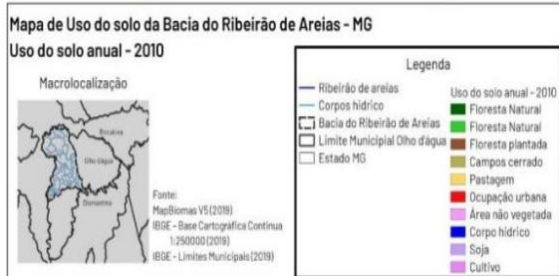 Mapa de Uso do solo da Bacia do Ribeirão de Areias - MG
Uso do solo anual - 2010
Macrolocalização
Bocaiúva
Olho d'água
Diamantina
Fonte:
MapBiomas V5 (2019)
IBGE - Base Cartográfica Contínua
1:250000 (2019)
IBGE - Limites Municipais (2019)
Legenda
Ribeirão de areias
Corpos hídrico
Bacia do Ribeirão de Areias
Limite Municipial Olho d'água
Estado MG
Uso do solo anual - 2010
Floresta Natural
Floresta Natural
Floresta plantada
Campos cerrado
Pastagem
Ocupação urbana
Área não vegetada
Corpo hídrico
Soja
Cultivo